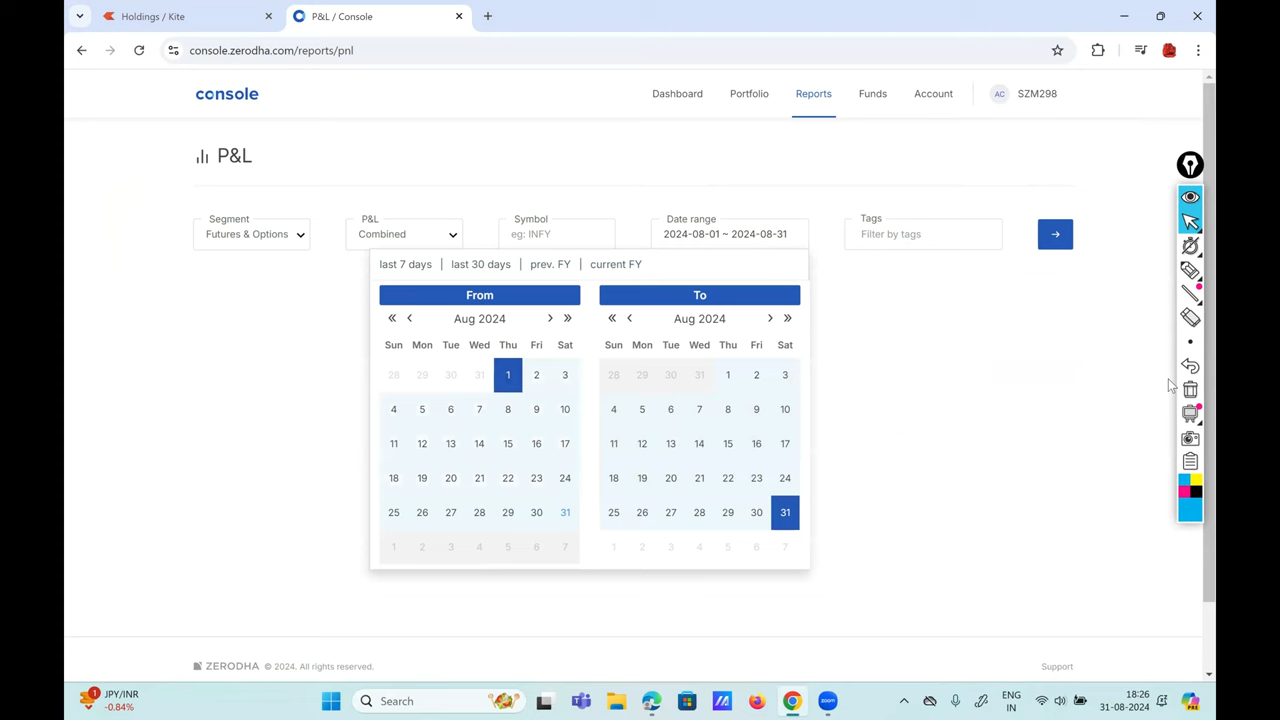 Holdings / Kite
P&L / Console
console.zerodha.com/reports/pnl
console
Dashboard Portfolio Reports Funds Account AC SZM298
P&L
Segment P&L Symbol Date range Tags
Futures & Options Combined eg: INFY 2024-08-01 ~ 2024-08-31 Filter by tags
last 7 days | last 30 days | prev. FY | current FY
From To
« ‹ Aug 2024 › » « ‹ Aug 2024 › »
Sun Mon Tue Wed Thu Fri Sat Sun Mon Tue Wed Thu Fri Sat
28 29 30 31 1 2 3 28 29 30 31 1 2 3
4 5 6 7 8 9 10 4 5 6 7 8 9 10
11 12 13 14 15 16 17 11 12 13 14 15 16 17
18 19 20 21 22 23 24 18 19 20 21 22 23 24
25 26 27 28 29 30 31 25 26 27 28 29 30 31
1 2 3 4 5 6 7 1 2 3 4 5 6 7
ZERODHA © 2024. All rights reserved. Support
1 JPY/INR
-0.84%
Search
zoom
ENG
IN
18:26
31-08-2024
PRE